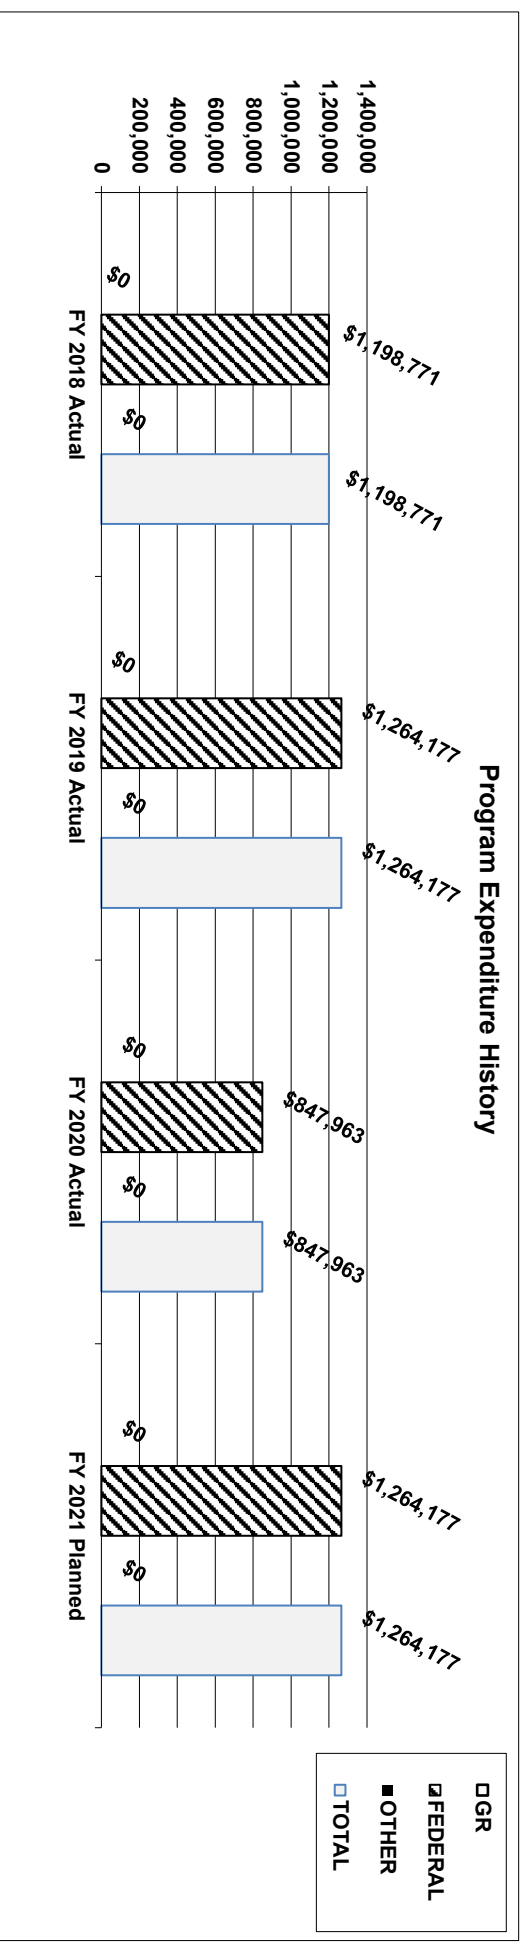 Program Expenditure History
1,400,000
1,200,000
1,000,000
800,000
600,000
400,000
200,000
0
$0
$1,198,771
$0
$1,198,771
$0
$1,264,177
$0
$1,264,177
$0
$847,963
$0
$847,963
$0
$1,264,177
$0
$1,264,177
FY 2018 Actual
FY 2019 Actual
FY 2020 Actual
FY 2021 Planned
GR
FEDERAL
OTHER
TOTAL